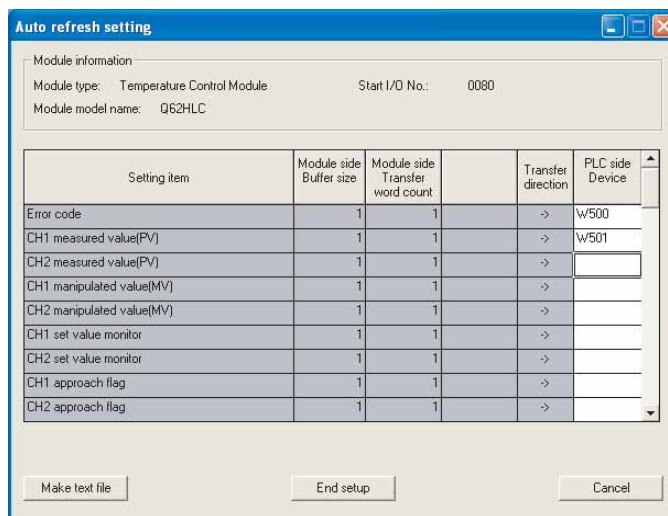 Auto refresh setting
Module information
Module type: Temperature Control Module Start I/O No.: 0080
Module model name: Q62HLC
Setting item Module side Buffer size Module side Transfer word count Transfer direction PLC side Device
Error code 1 1 -> W500
CH1 measured value(PV) 1 1 -> W501
CH2 measured value(PV) 1 1 ->
CH1 manipulated value(MV) 1 1 ->
CH2 manipulated value(MV) 1 1 ->
CH1 set value monitor 1 1 ->
CH2 set value monitor 1 1 ->
CH1 approach flag 1 1 ->
CH2 approach flag 1 1 ->
Make text file End setup Cancel